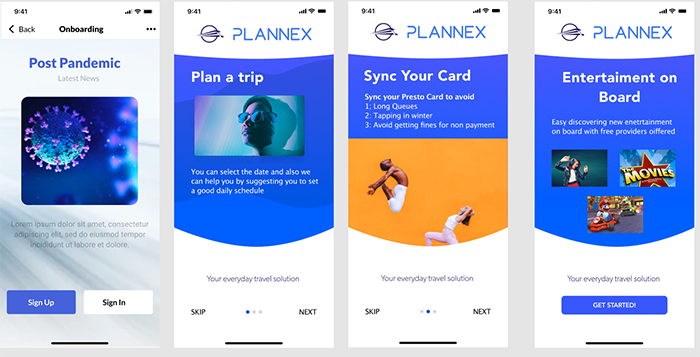 9:41
Back
Onboarding
Post Pandemic
Latest News
Lorem ipsum dolor sit amet, consectetur
adipiscing elit, sed do eiusmod tempor
incididunt ut labore et dolore.
Sign Up
Sign In
9:41
PLANNEX
Plan a trip
You can select the date and also we
can help you by suggesting you to set
a good daily schedule
Your everyday travel solution
SKIP
NEXT
9:41
PLANNEX
Sync Your Card
Sync your Presto Card to avoid
1; Long Queues
2: Tapping in winter
3: Avoid getting fines for non payment
Your everyday travel solution
SKIP
NEXT
9:41
PLANNEX
Entertaiment on
Board
Easy discovering new enetrtainment
on board with free providers oiffered
THE
MOVIES
Your everyday travel solution
GET STARTED!